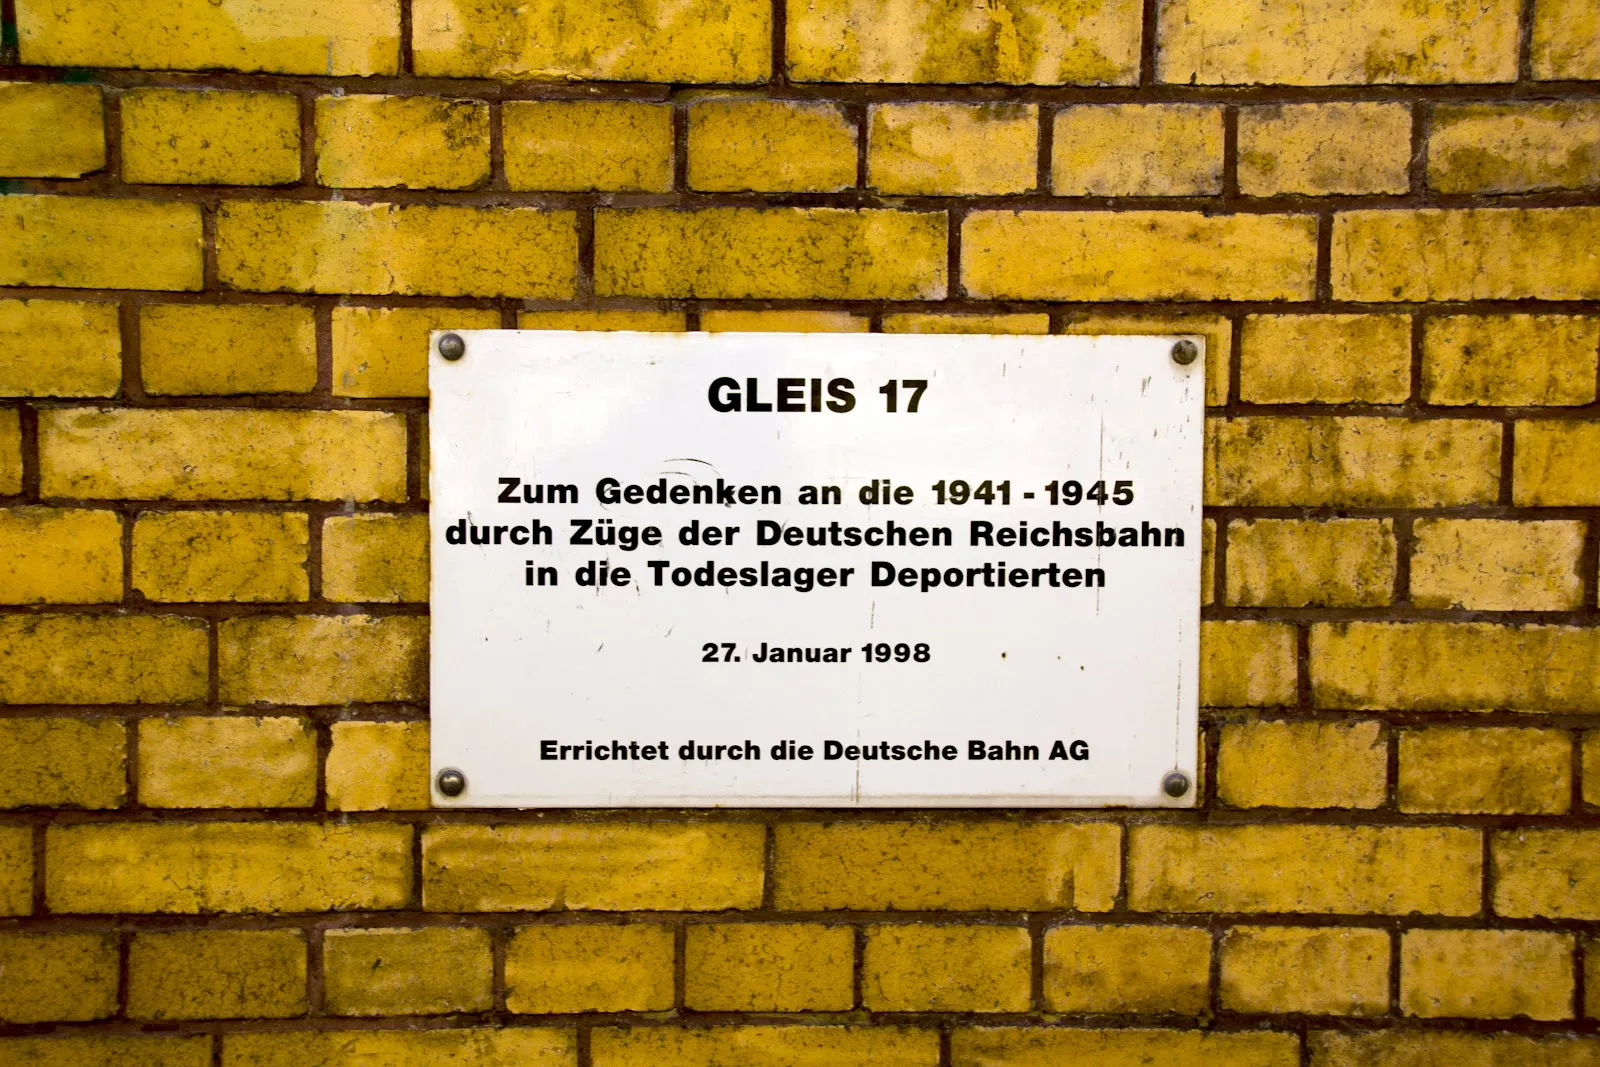 GLEIS 17
Zum Gedenken an die 1941 - 1945
durch Züge der Deutschen Reichsbahn
in die Todeslager Deportierten
27. Januar 1998
Errichtet durch die Deutsche Bahn AG